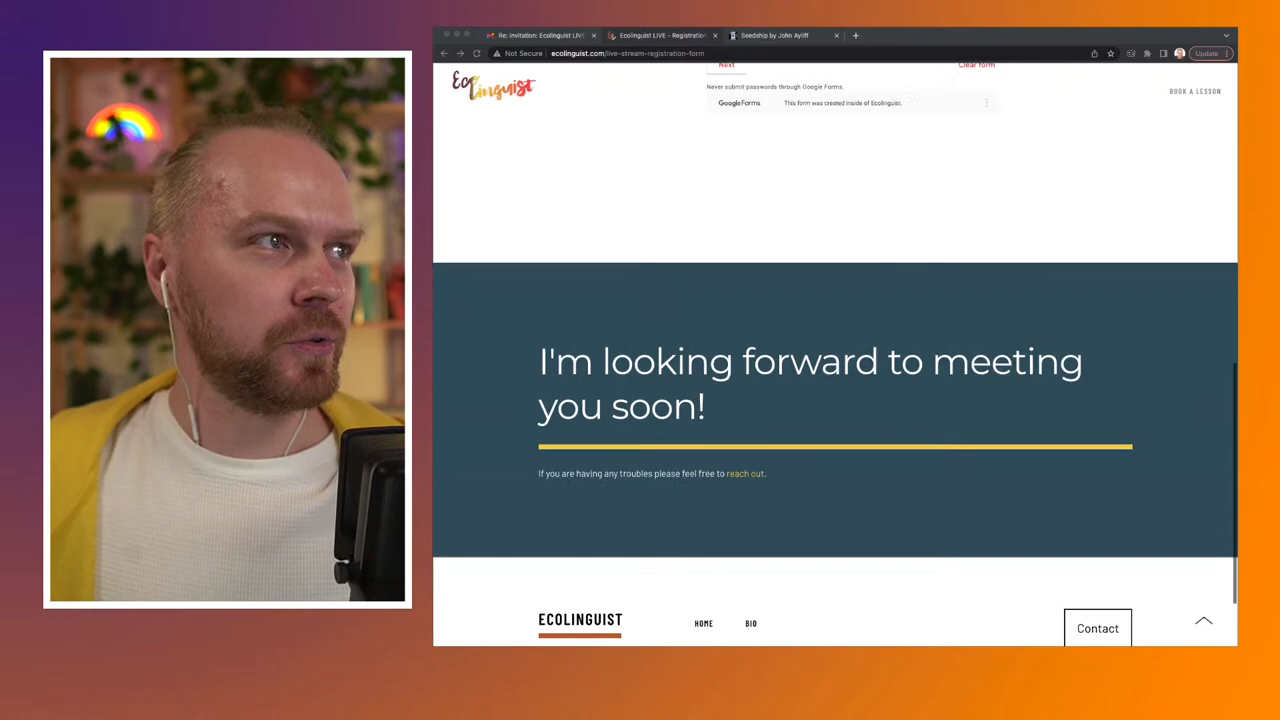 Re: Invitation: Ecolinguist LIVE
Ecolinguist LIVE - Registration
Seedship by John Ayliff
Not Secure
ecolinguist.com/live-stream-registration-form
Update
Next
Clear form
Ecolinguist
Never submit passwords through Google Forms.
BOOK A LESSON
Google Forms
This form was created inside of Ecolinguist.
I'm looking forward to meeting
you soon!
If you are having any troubles please feel free to reach out.
ECOLINGUIST
HOME
BIO
Contact